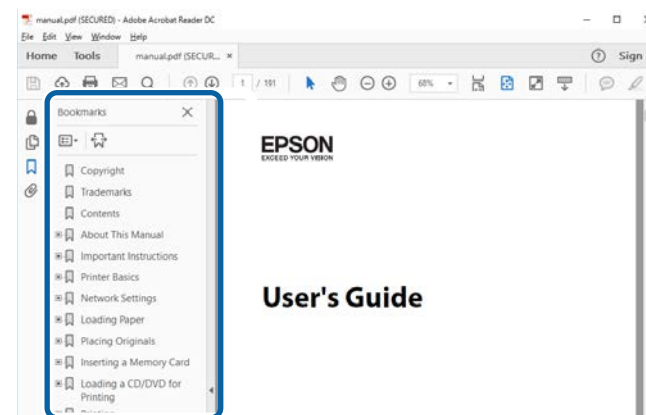 manual.pdf (SECURED) - Adobe Acrobat Reader DC
File Edit View Window Help
Home Tools manual.pdf (SECUR... × Sign
1 / 191 68%
Bookmarks
Copyright
Trademarks
Contents
About This Manual
Important Instructions
Printer Basics
Network Settings
Loading Paper
Placing Originals
Inserting a Memory Card
Loading a CD/DVD for
Printing
EPSON
EXCEED YOUR VISION
User's Guide